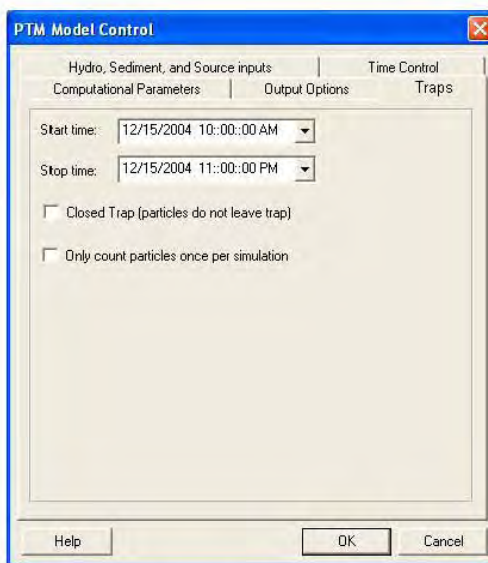 PTM Model Control
Hydro, Sediment, and Source inputs Time Control
Computational Parameters Output Options Traps
Start time: 12/15/2004 10::00::00 AM
Stop time: 12/15/2004 11::00::00 PM
Closed Trap (particles do not leave trap)
Only count particles once per simulation
Help OK Cancel